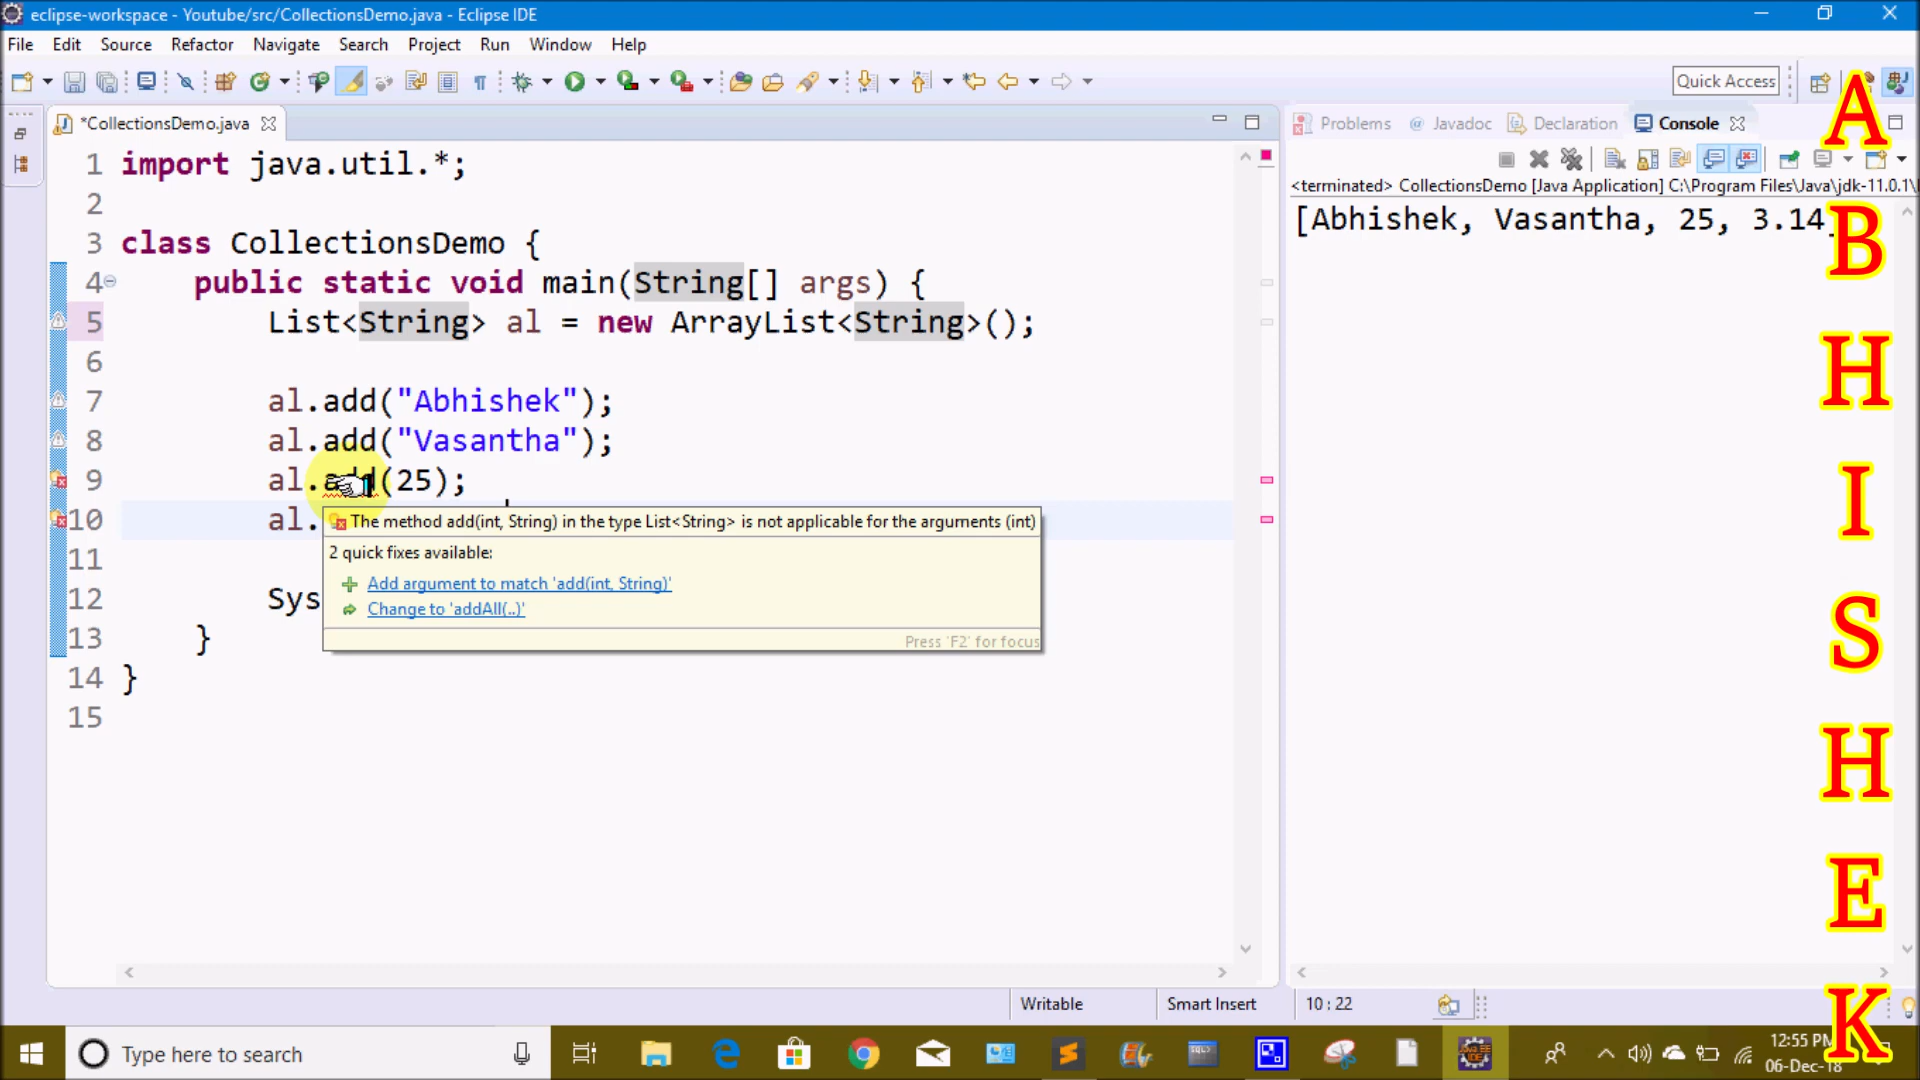 eclipse-workspace - Youtube/src/CollectionsDemo.java - Eclipse IDE
File Edit Source Refactor Navigate Search Project Run Window Help
Quick Access
*CollectionsDemo.java
1 import java.util.*;
2
3 class CollectionsDemo {
4 public static void main(String[] args) {
5 List<String> al = new ArrayList<String>();
6
7 al.add("Abhishek");
8 al.add("Vasantha");
9 al.add(25);
10 al.
The method add(int, String) in the type List<String> is not applicable for the arguments (int)
2 quick fixes available:
Add argument to match 'add(int, String)'
Change to 'addAll(..)'
Press 'F2' for focus
11
12 Sys
13 }
14 }
15
Problems @ Javadoc Declaration Console
<terminated> CollectionsDemo [Java Application] C:\Program Files\Java\jdk-11.0.1\
[Abhishek, Vasantha, 25, 3.14]
A
B
H
I
S
H
E
K
Writable Smart Insert 10 : 22
Type here to search
12:55 PM
06-Dec-18